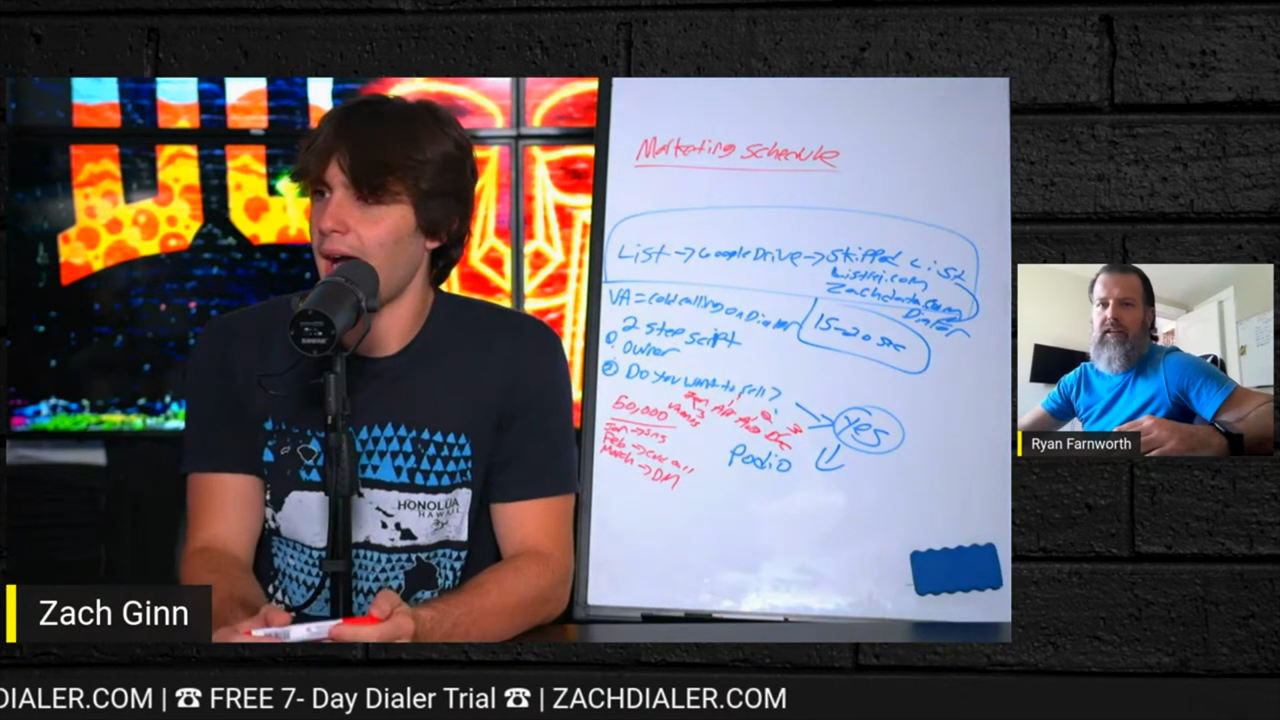 Marketing Schedule
List → Google Drive → Skipped List
Listrei.com
Zachdata.com
Dialer
VA = cold calling on Dialer
15-20 sec
2 step script
① Owner
② Do you want to sell?
Yes
50,000
Jan → SMS
Feb → Cold call
March → DM
Podio
HONOLUA
HAWAII
SHURE
Zach Ginn
Ryan Farnworth
DIALER.COM | ☎ FREE 7- Day Dialer Trial ☎ | ZACHDIALER.COM